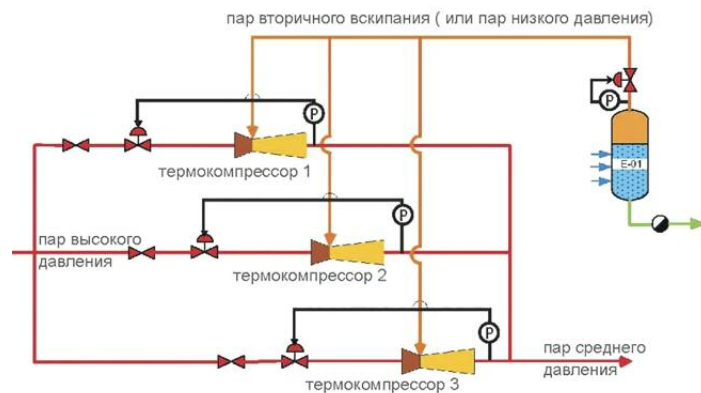 пар вторичного вскипания ( или пар низкого давления)
P
P
E-01
термокомпрессор 1
P
пар высокого
давления
термокомпрессор 2
P
пар среднего
давления
термокомпрессор 3